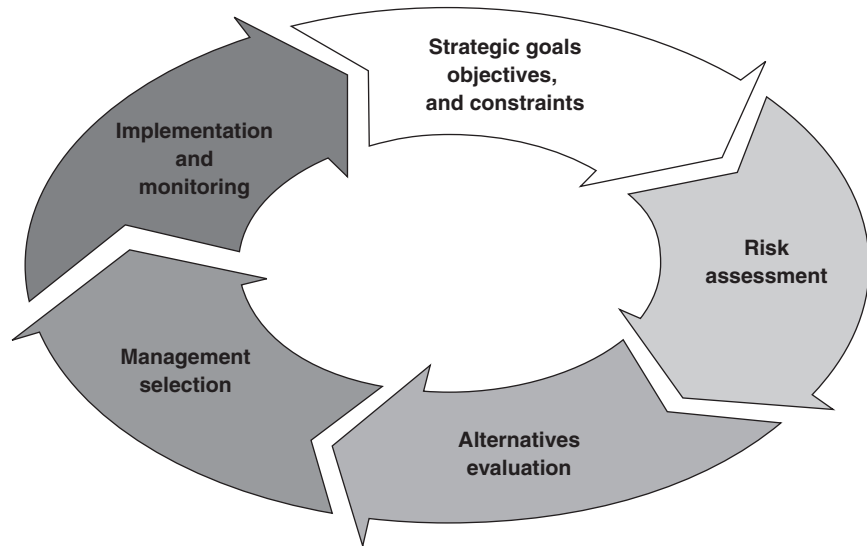 Strategic goals
objectives,
and constraints
Risk
assessment
Alternatives
evaluation
Management
selection
Implementation
and
monitoring